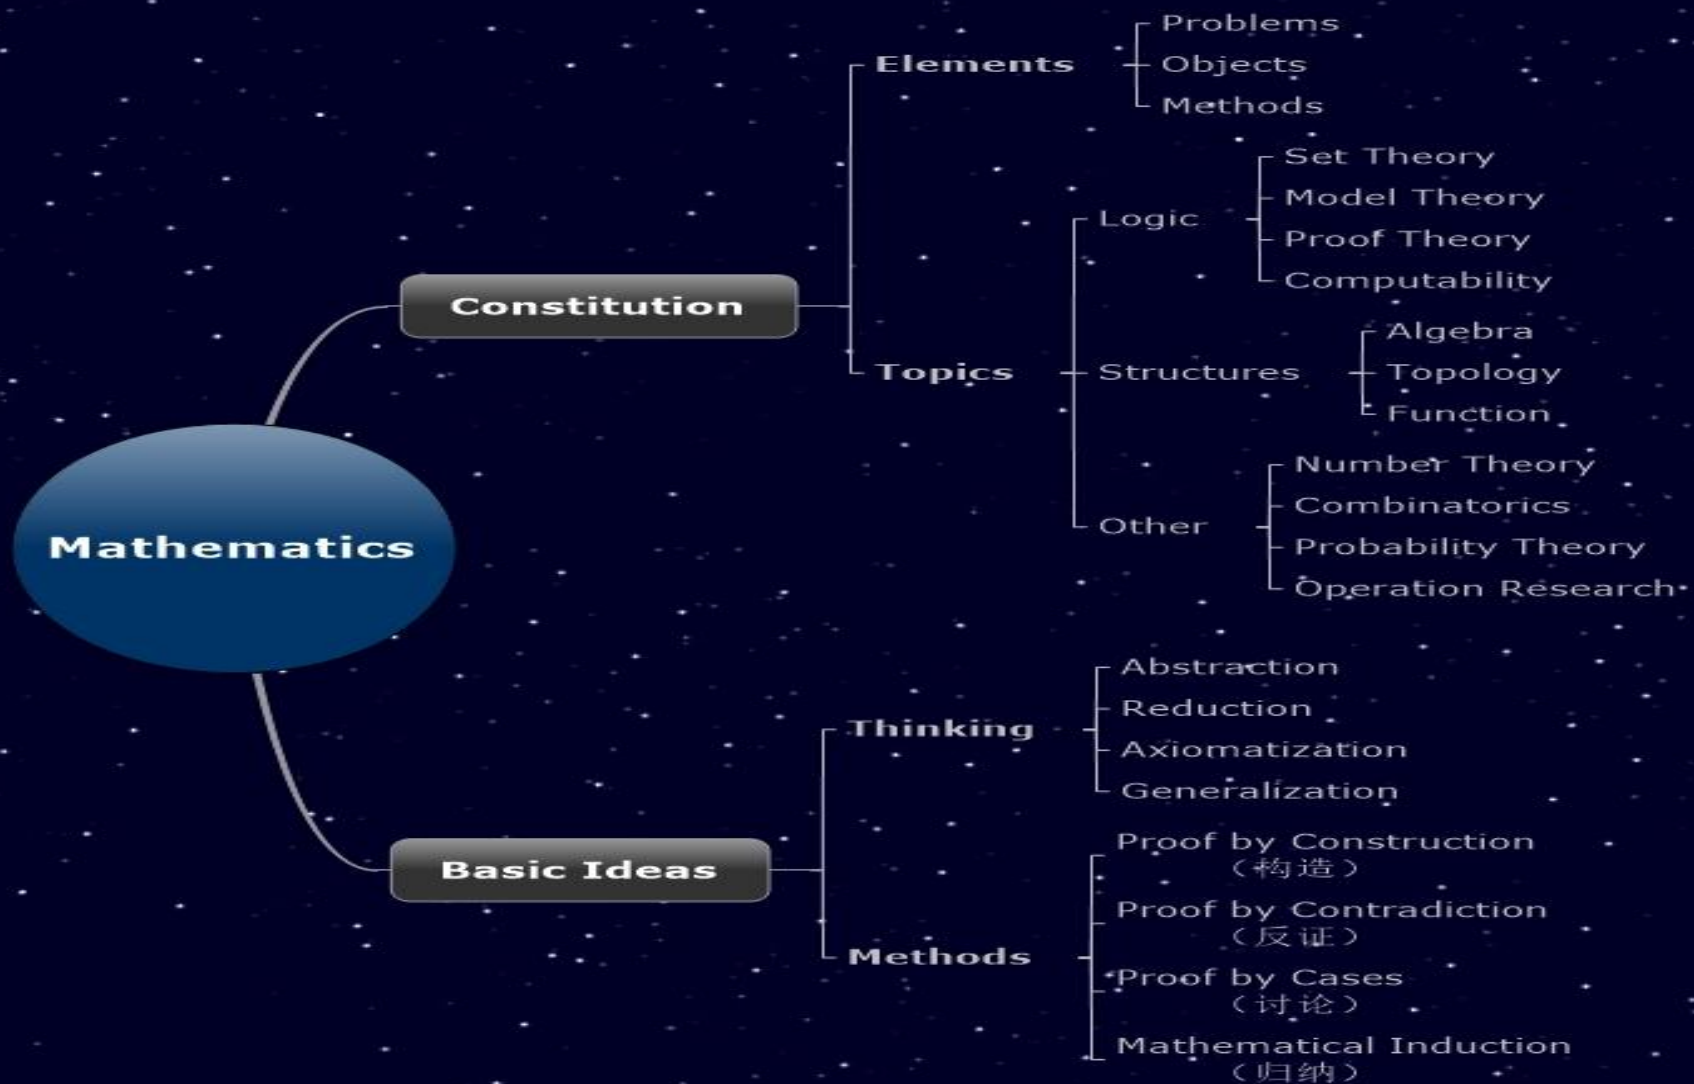 Mathematics
Constitution
Elements
Problems
Objects
Methods
Topics
Logic
Set Theory
Model Theory
Proof Theory
Computability
Structures
Algebra
Topology
Function
Other
Number Theory
Combinatorics
Probability Theory
Operation Research
Basic Ideas
Thinking
Abstraction
Reduction
Axiomatization
Generalization
Methods
Proof by Construction
（构造）
Proof by Contradiction
（反证）
Proof by Cases
（讨论）
Mathematical Induction
（归纳）